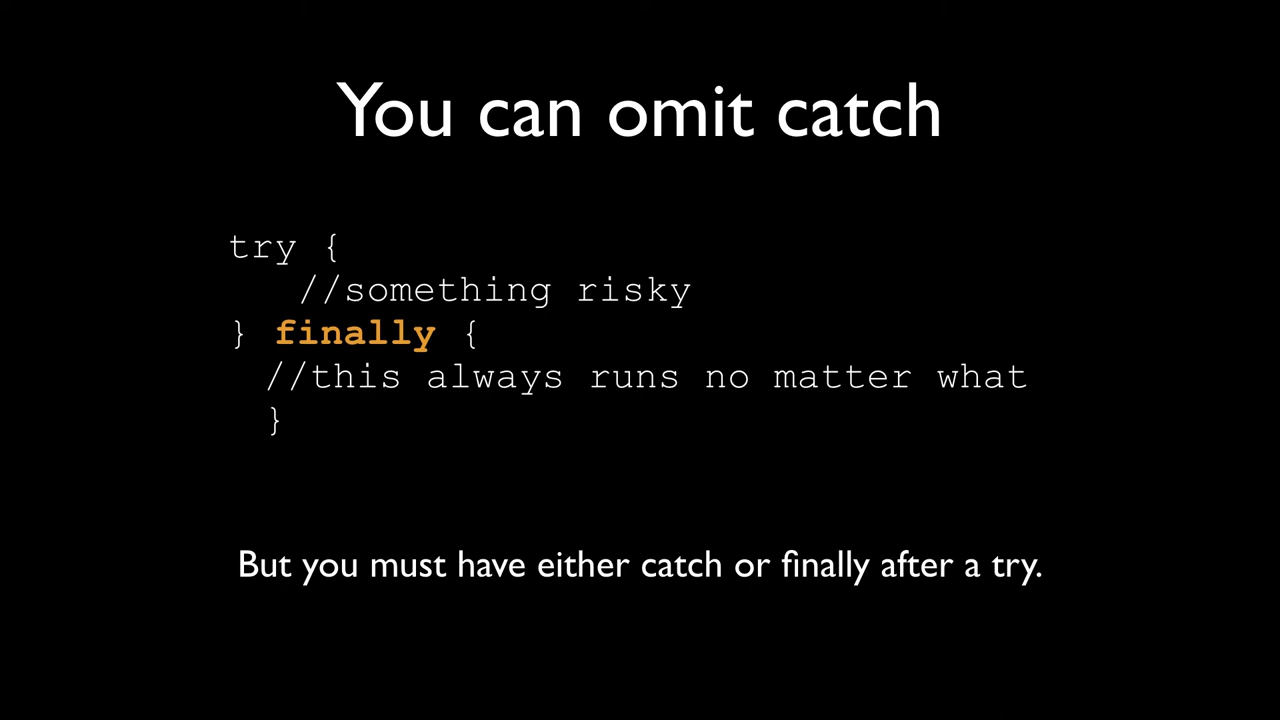 You can omit catch
try {
//something risky
} finally {
//this always runs no matter what
}
But you must have either catch or finally after a try.